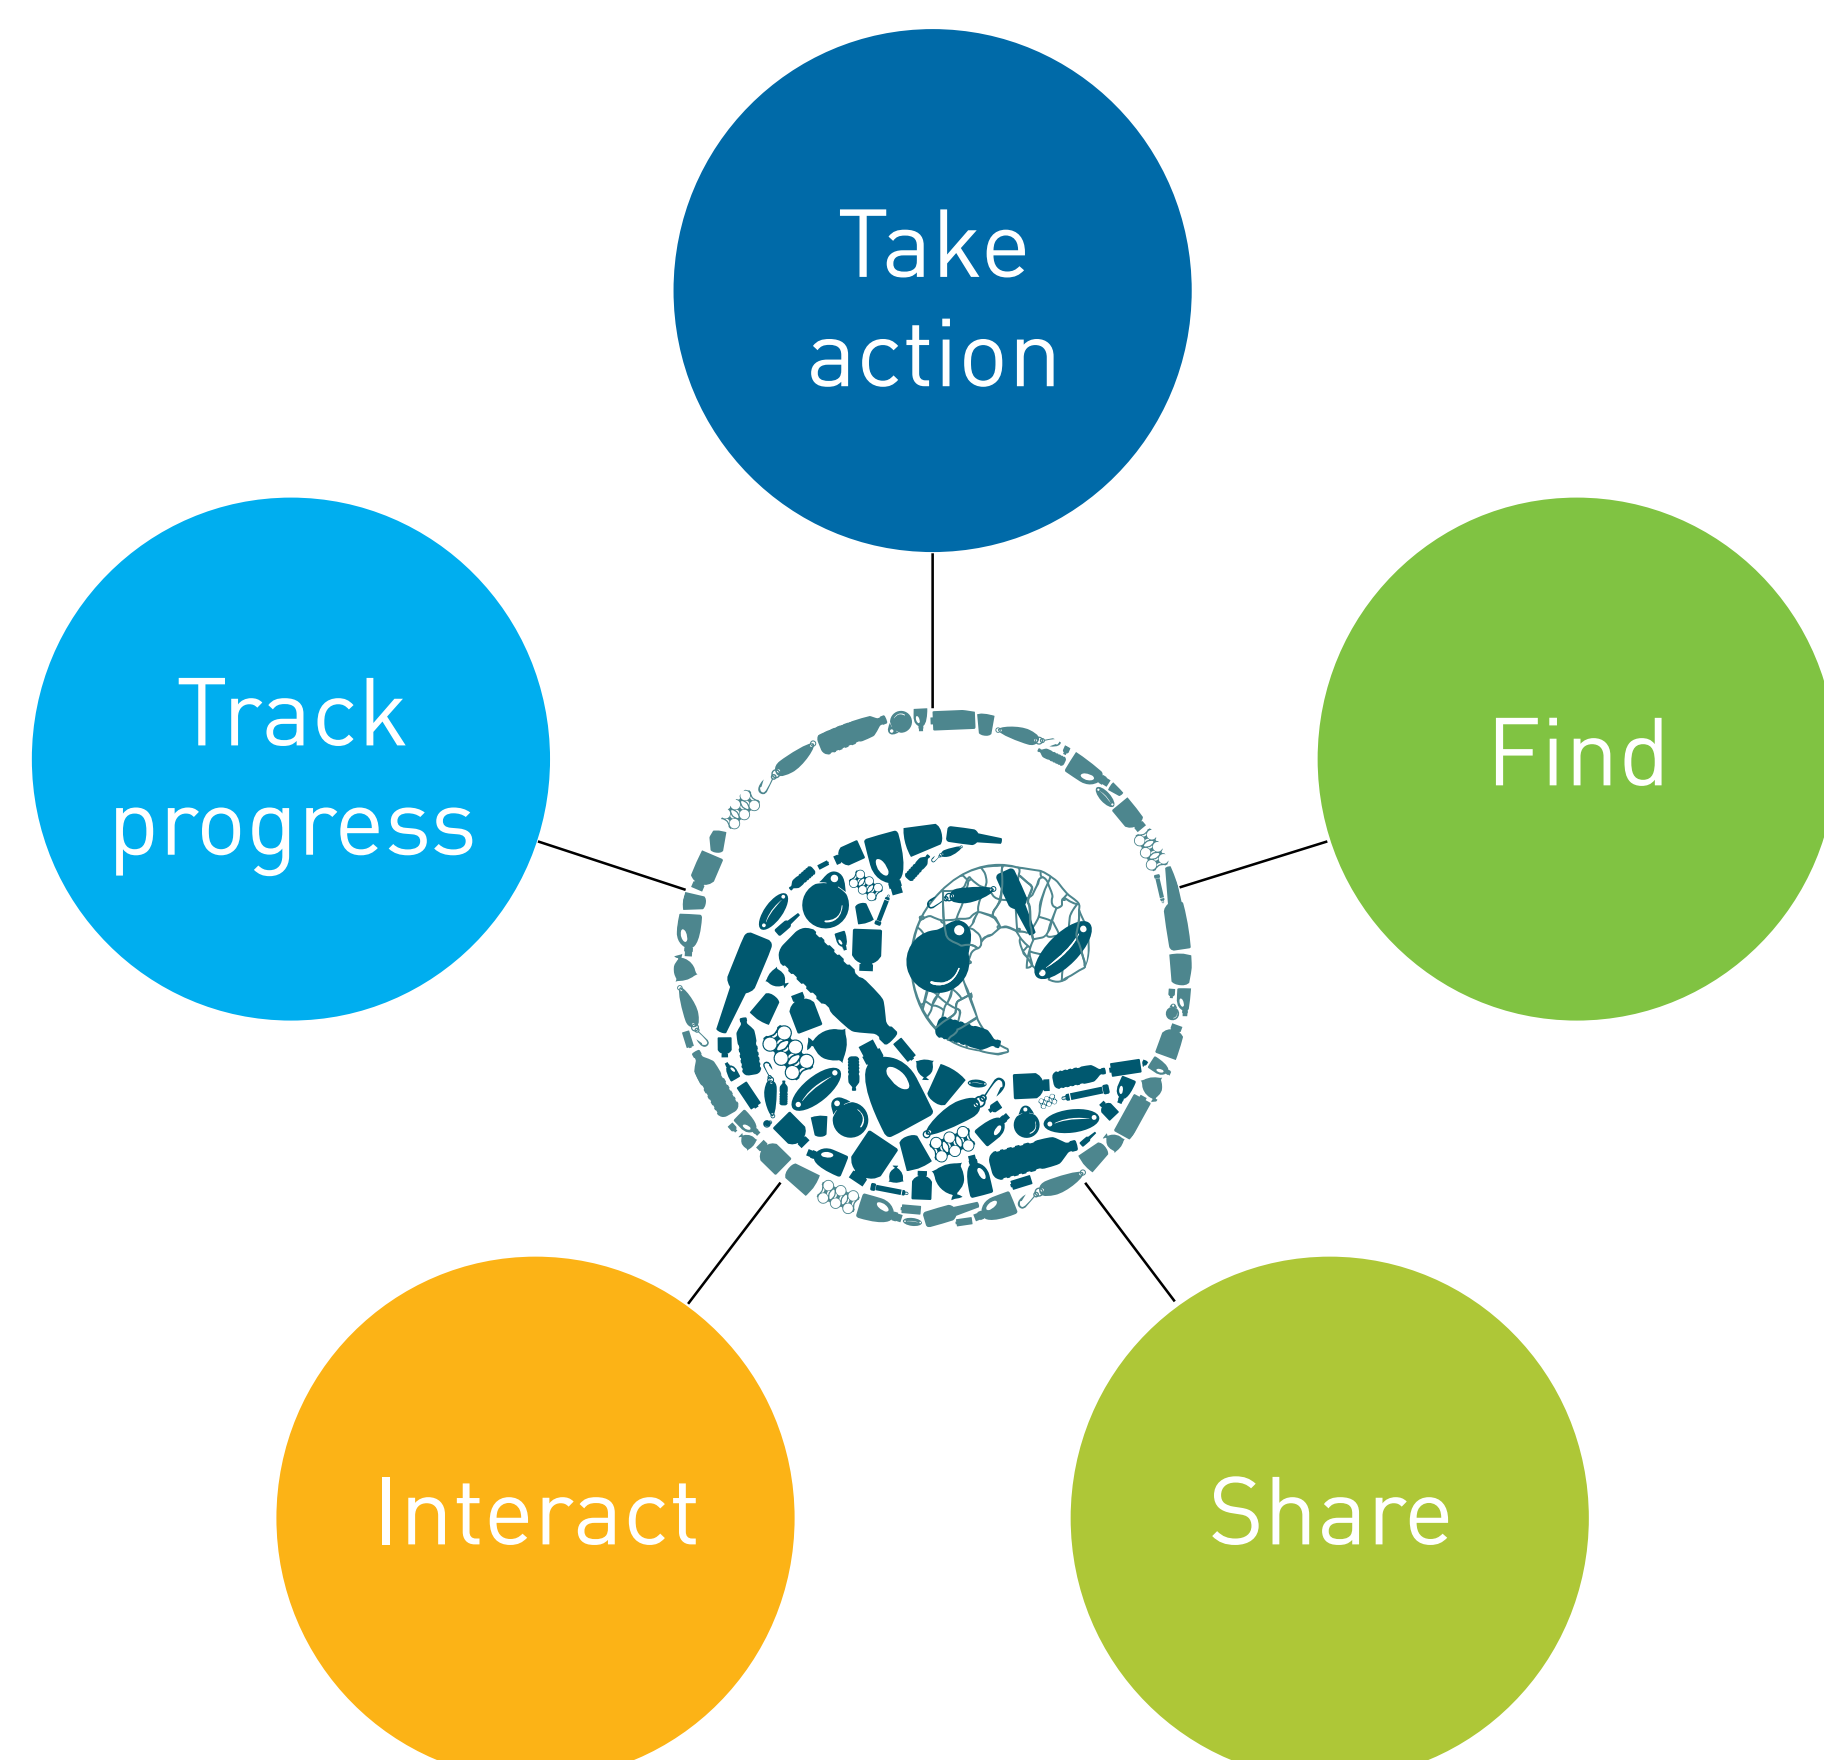 Take
action
Track
progress
Find
Interact
Share